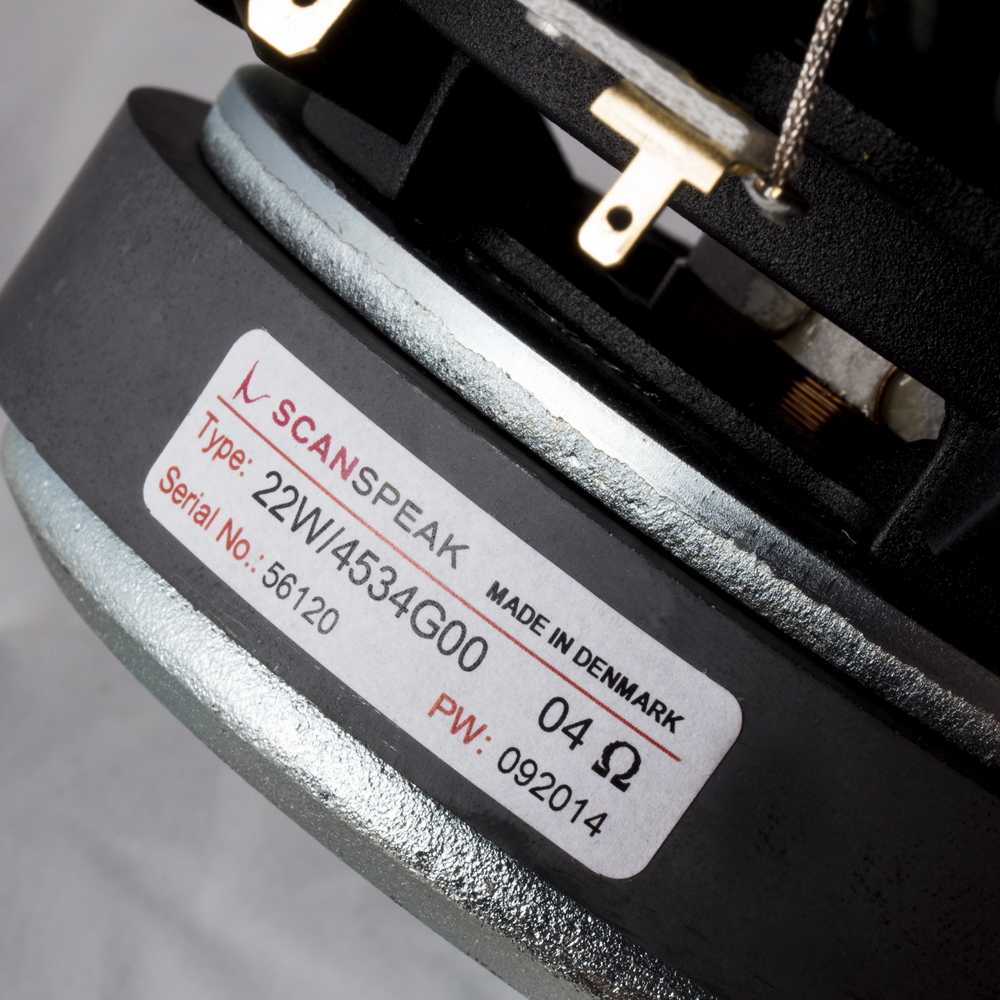 SCANSPEAK
MADE IN DENMARK
Type: 22W/4534G00 04 Ω
Serial No.: 56120 PW: 092014